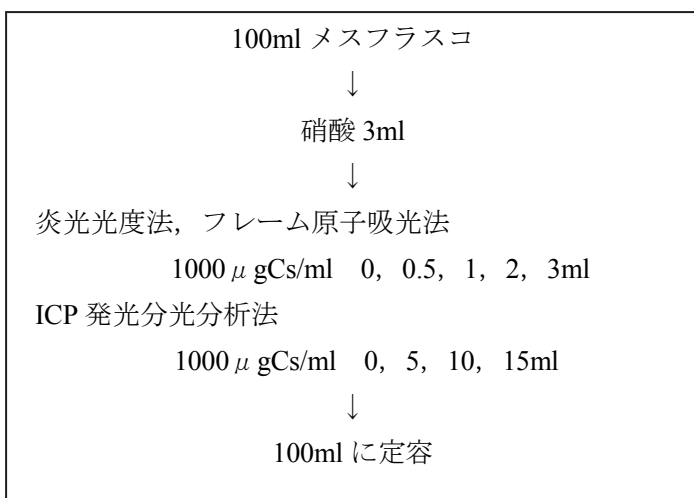 100ml メスフラスコ
↓
硝酸 3ml
↓
炎光光度法，フレーム原子吸光法
1000μgCs/ml　0，0.5，1，2，3ml
ICP 発光分光分析法
1000μgCs/ml　0，5，10，15ml
↓
100ml に定容